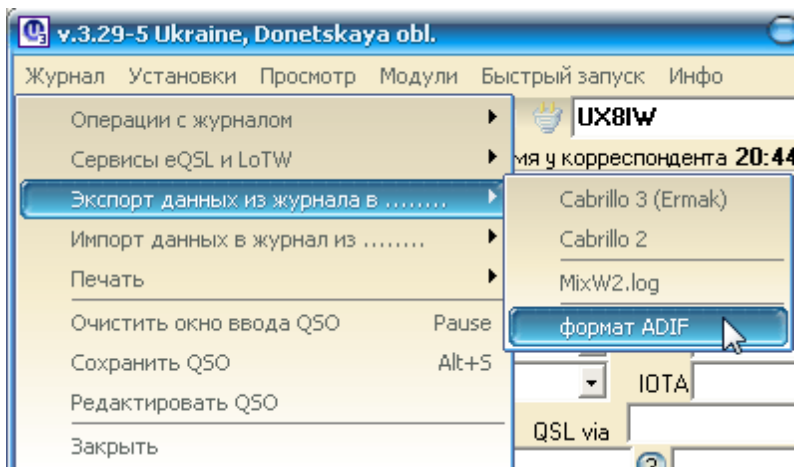 v.3.29-5 Ukraine, Donetskaya obl.
Журнал Установки Просмотр Модули Быстрый запуск Инфо
Операции с журналом
UX8IW
Сервисы eQSL и LoTW
мя у корреспондента 20:44
Экспорт данных из журнала в ........
Cabrillo 3 (Ermak)
Импорт данных в журнал из ........
Cabrillo 2
Печать
MixW2.log
Очистить окно ввода QSO Pause
формат ADIF
Сохранить QSO Alt+S
IOTA
Редактировать QSO
QSL via
Закрыть
?